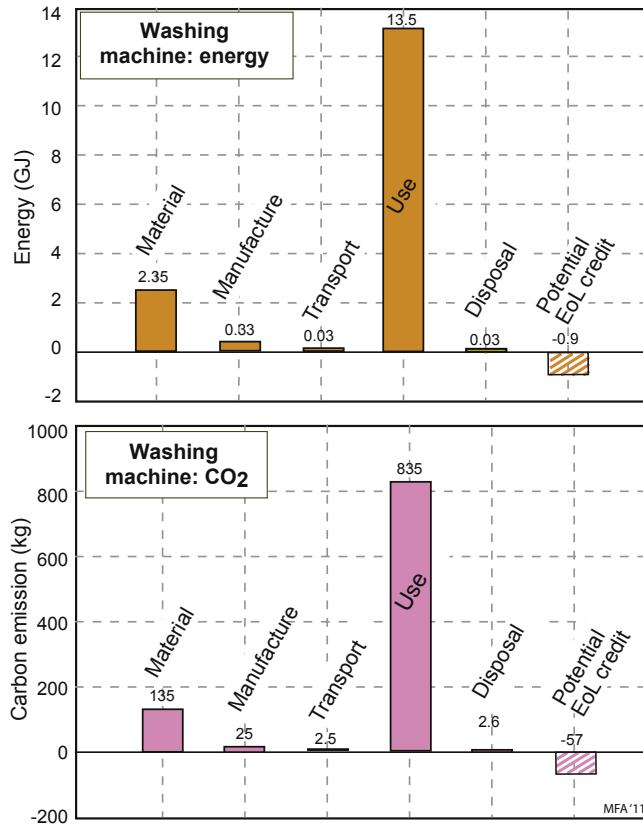 14
Washing
machine: energy
13.5
12
10
8
6
4
2
0
-2
Energy (GJ)
Material
2.35
Manufacture
0.33
Transport
0.03
Use
Disposal
0.03
Potential
EoL credit
-0.9
1000
Washing
machine: CO2
835
800
600
400
200
0
-200
Carbon emission (kg)
Material
135
Manufacture
25
Transport
2.5
Use
Disposal
2.6
Potential
EoL credit
-57
MFA '11